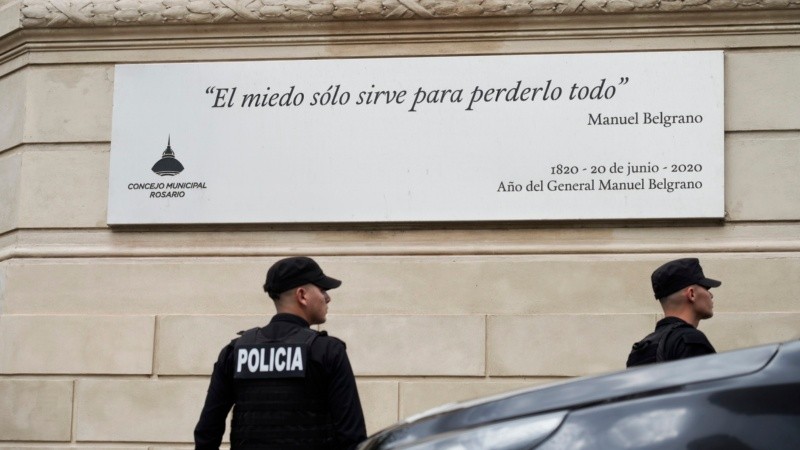 “El miedo sólo sirve para perderlo todo”
Manuel Belgrano
1820 - 20 de junio - 2020
Año del General Manuel Belgrano
CONCEJO MUNICIPAL
ROSARIO
POLICIA